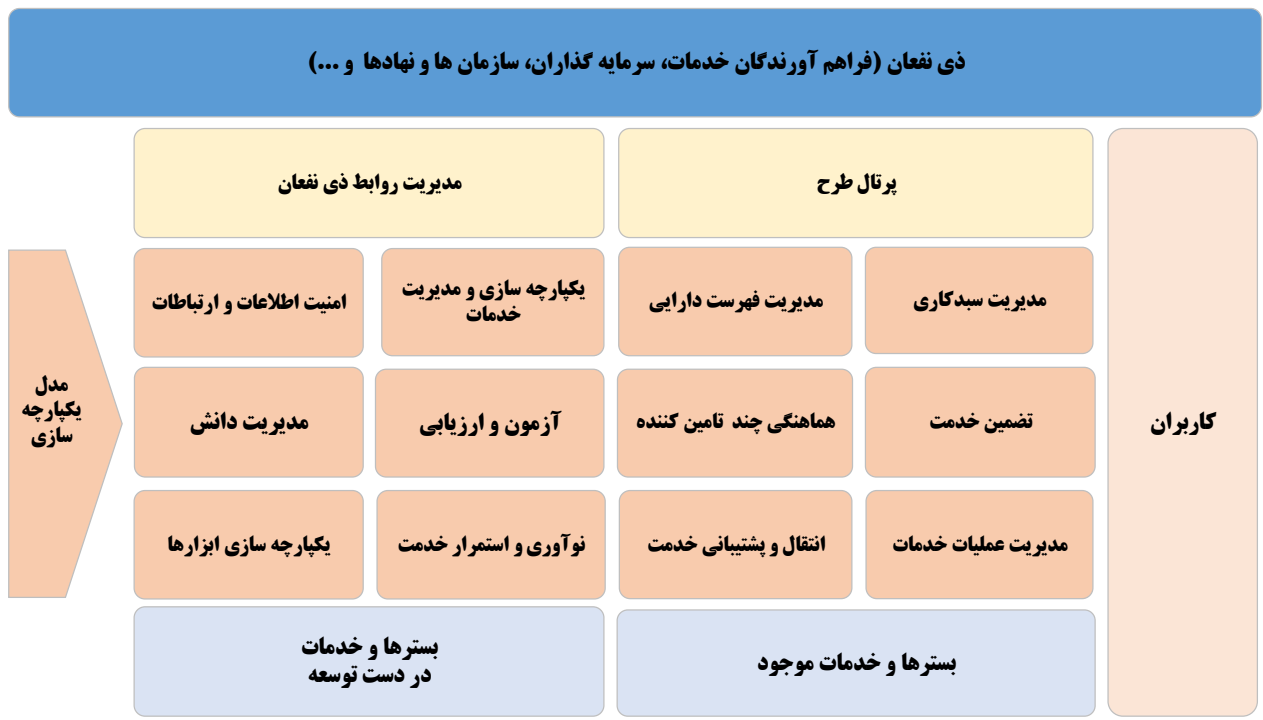 ذی نفعان (فراهم آورندگان خدمات، سرمایه گذاران، سازمان ها و نهادها و ...)
کاربران
پرتال طرح
مدیریت روابط ذی نفعان
مدیریت سبدکاری
مدیریت فهرست دارایی
یکپارچه سازی و مدیریت
خدمات
امنیت اطلاعات و ارتباطات
تضمین خدمت
هماهنگی چند تامین کننده
آزمون و ارزیابی
مدیریت دانش
مدیریت عملیات خدمات
انتقال و پشتیبانی خدمت
نوآوری و استمرار خدمت
یکپارچه سازی ابزارها
بسترها و خدمات موجود
بسترها و خدمات
در دست توسعه
مدل
یکپارچه
سازی